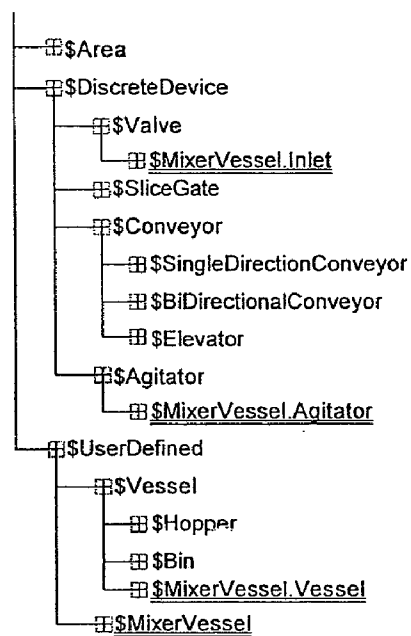 $Area
$DiscreteDevice
$Valve
$MixerVessel.Inlet
$SliceGate
$Conveyor
$SingleDirectionConveyor
$BiDirectionalConveyor
$Elevator
$Agitator
$MixerVessel.Agitator
$UserDefined
$Vessel
$Hopper
$Bin
$MixerVessel.Vessel
$MixerVessel